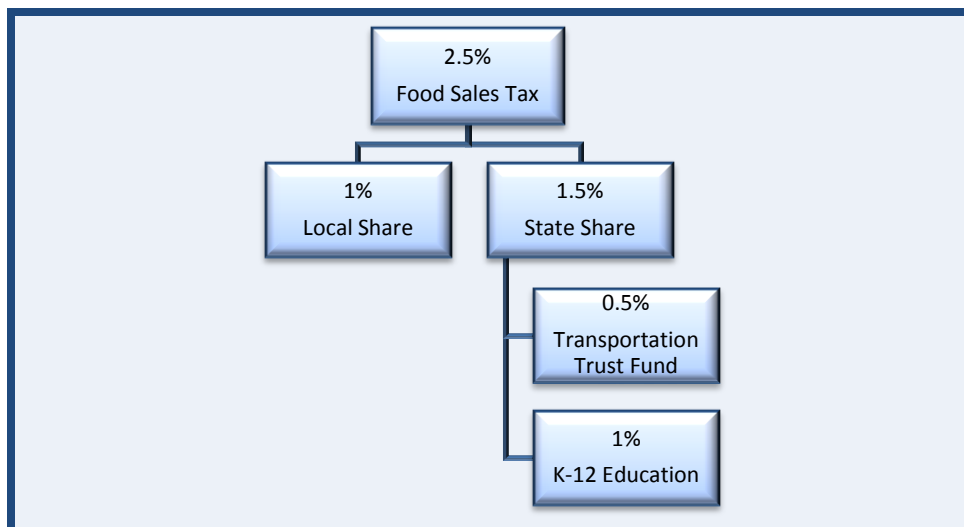 2.5%
Food Sales Tax
1%
Local Share
1.5%
State Share
0.5%
Transportation
Trust Fund
1%
K-12 Education